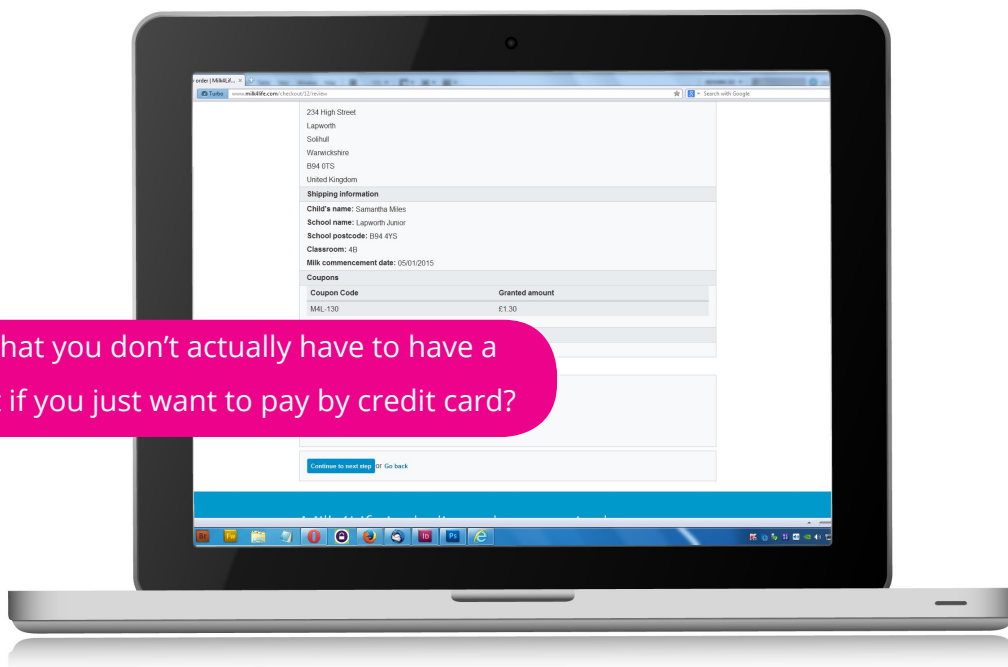 order | Milk4Lif...
Turbo www.milk4life.com/checkout/12/review Search with Google
234 High Street
Lapworth
Solihull
Warwickshire
B94 0TS
United Kingdom
Shipping information
Child's name: Samantha Miles
School name: Lapworth Junior
School postcode: B94 4YS
Classroom: 4B
Milk commencement date: 05/01/2015
Coupons
Coupon Code Granted amount
M4L-130 £1.30
hat you don't actually have to have a
if you just want to pay by credit card?
Continue to next step or Go back
Br Fw Id Ps